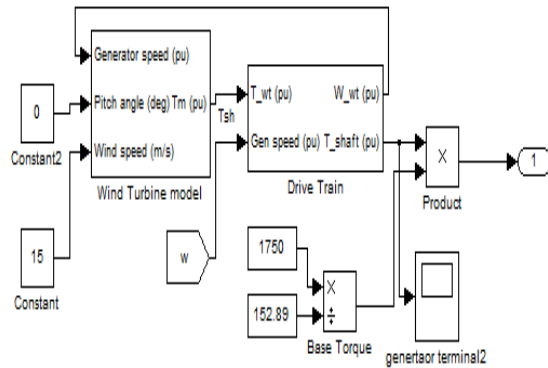 Generator speed (pu)
Pitch angle (deg) Tm (pu)
Wind speed (m/s)
Wind Turbine model
0
Constant2
15
Constant
Tsh
T_wt (pu)
W_wt (pu)
Gen speed (pu)
T_shaft (pu)
Drive Train
w
1750
152.89
×
÷
Base Torque
×
Product
1
genertaor terminal2